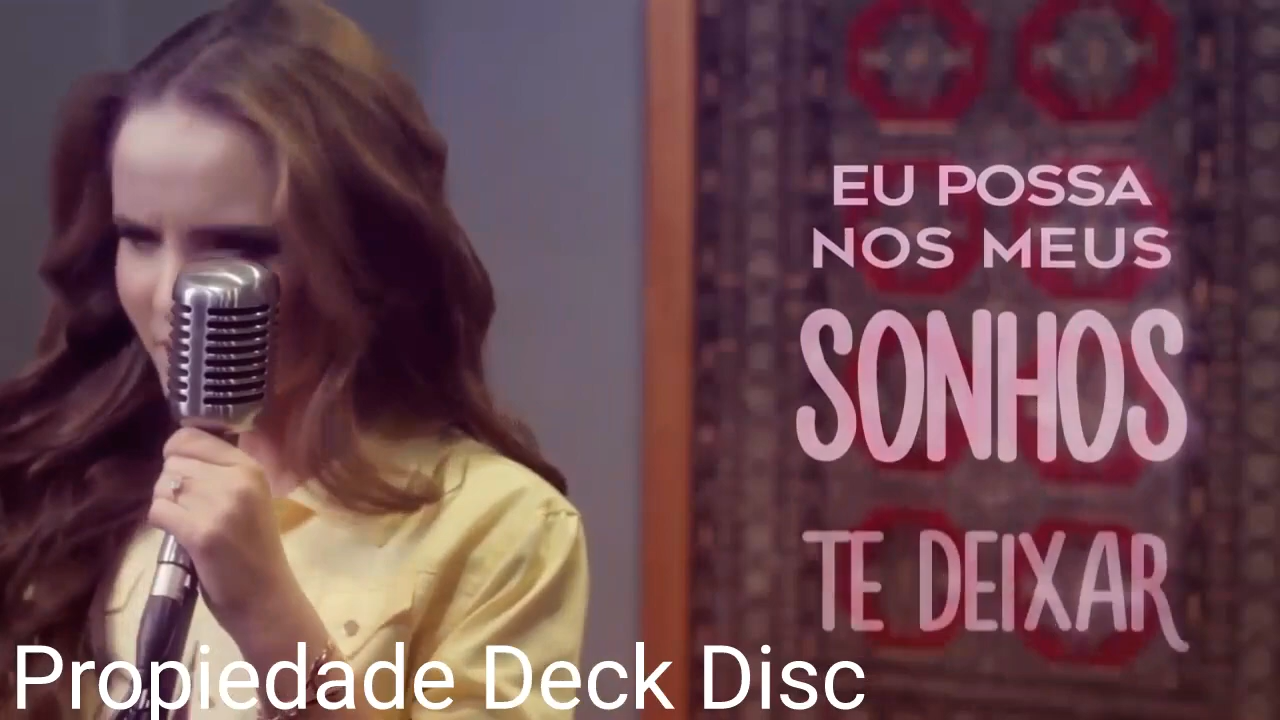 EU POSSA
NOS MEUS
SONHOS
TE DEIXAR
Propiedade Deck Disc